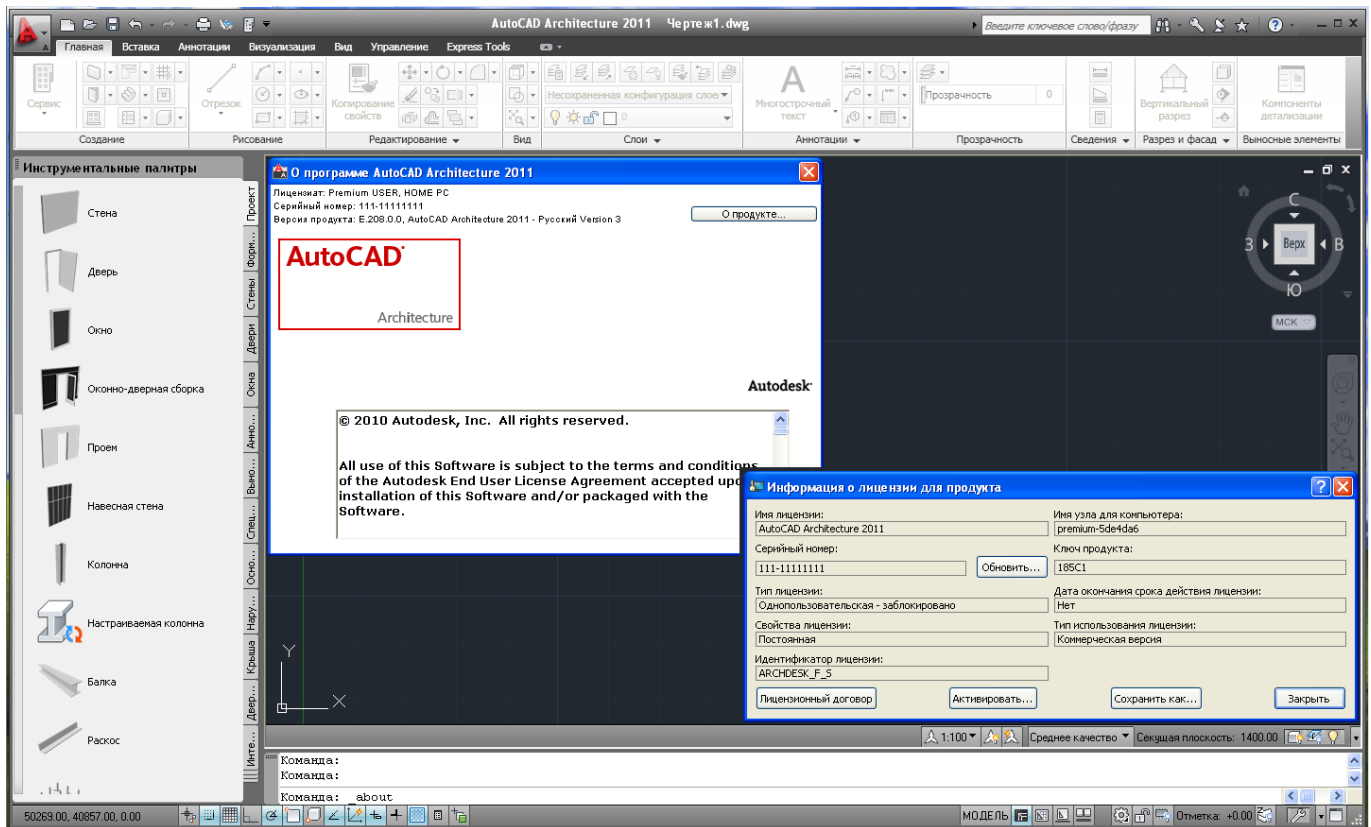 AutoCAD Architecture 2011 Чертеж1.dwg
Введите ключевое слово/фразу
Главная Вставка Аннотации Визуализация Вид Управление Express Tools
Сервис
Отрезок
Копирование свойств
Несохраненная конфигурация слоев
0
Многострочный текст
Прозрачность 0
Вертикальный разрез
Компоненты детализации
Создание Рисование Редактирование Вид Слои Аннотации Прозрачность Сведения Разрез и фасад Выносные элементы
Инструментальные палитры
Стена
Дверь
Окно
Оконно-дверная сборка
Проем
Навесная стена
Колонна
Настраиваемая колонна
Балка
Раскос
Проект
Форм...
Стены
Двери
Окна
Анно...
Выно...
Спец...
Осно...
Нару...
Крыша
Двер...
Инте...
О программе AutoCAD Architecture 2011
Лицензиат: Premium USER, HOME PC
Серийный номер: 111-11111111
Версия продукта: E.208.0.0, AutoCAD Architecture 2011 - Русский Version 3
О продукте...
AutoCAD
Architecture
Autodesk
© 2010 Autodesk, Inc. All rights reserved.
All use of this Software is subject to the terms and conditions
of the Autodesk End User License Agreement accepted upo
installation of this Software and/or packaged with the
Software.
С
З Верх В
Ю
МСК
Информация о лицензии для продукта
Имя лицензии: Имя узла для компьютера:
AutoCAD Architecture 2011 premium-5de4da6
Серийный номер: Ключ продукта:
111-11111111 Обновить... 185C1
Тип лицензии: Дата окончания срока действия лицензии:
Однопользовательская - заблокировано Нет
Свойства лицензии: Тип использования лицензии:
Постоянная Коммерческая версия
Идентификатор лицензии:
ARCHDESK_F_S
Лицензионный договор Активировать... Сохранить как... Закрыть
Y
X
1:100 Среднее качество Секущая плоскость: 1400.00
Команда:
Команда:
Команда: _about
50269.00, 40857.00, 0.00 МОДЕЛЬ Отметка: +0.00